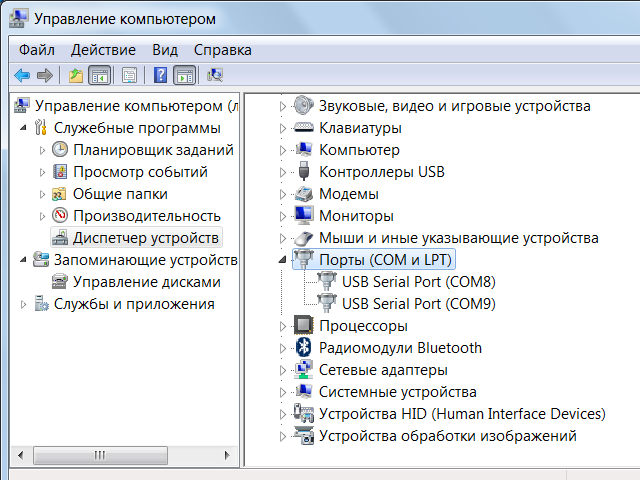 Управление компьютером
Файл Действие Вид Справка
Управление компьютером (л
Служебные программы
Планировщик заданий
Просмотр событий
Общие папки
Производительность
Диспетчер устройств
Запоминающие устройств
Управление дисками
Службы и приложения
Звуковые, видео и игровые устройства
Клавиатуры
Компьютер
Контроллеры USB
Модемы
Мониторы
Мыши и иные указывающие устройства
Порты (COM и LPT)
USB Serial Port (COM8)
USB Serial Port (COM9)
Процессоры
Радиомодули Bluetooth
Сетевые адаптеры
Системные устройства
Устройства HID (Human Interface Devices)
Устройства обработки изображений